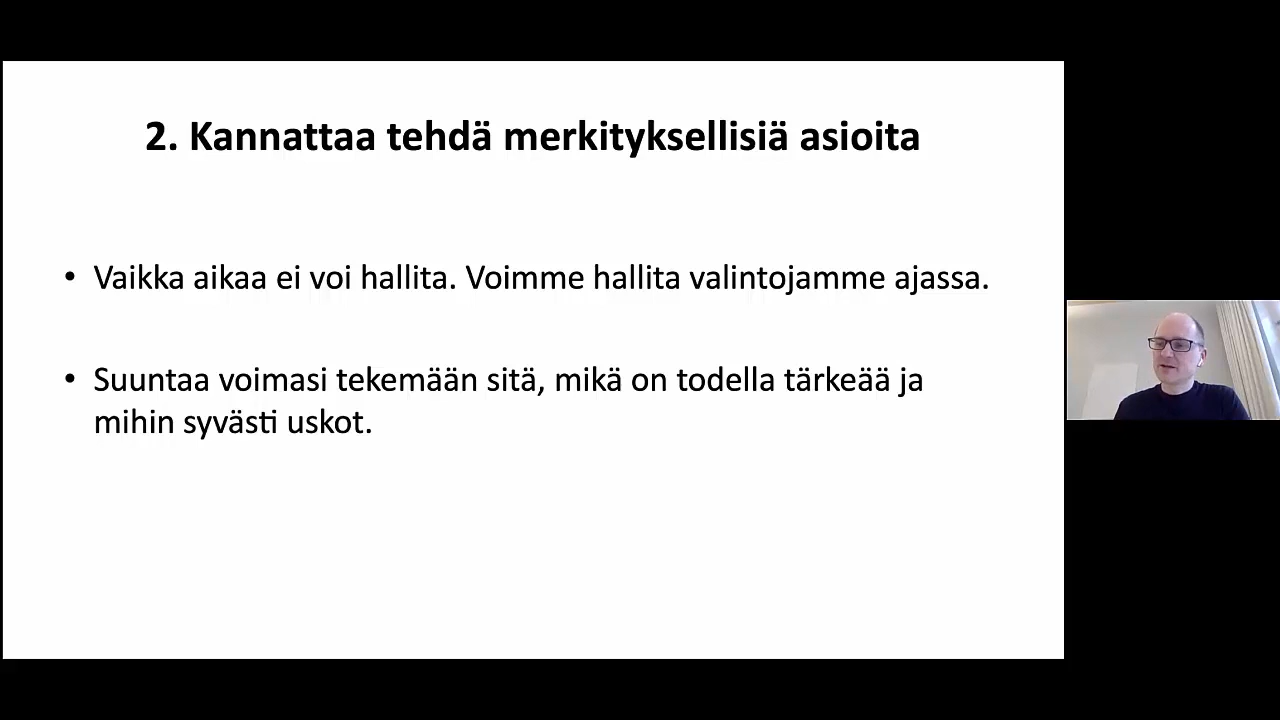 2. Kannattaa tehdä merkityksellisiä asioita
• Vaikka aikaa ei voi hallita. Voimme hallita valintojamme ajassa.
• Suuntaa voimasi tekemään sitä, mikä on todella tärkeää ja
mihin syvästi uskot.